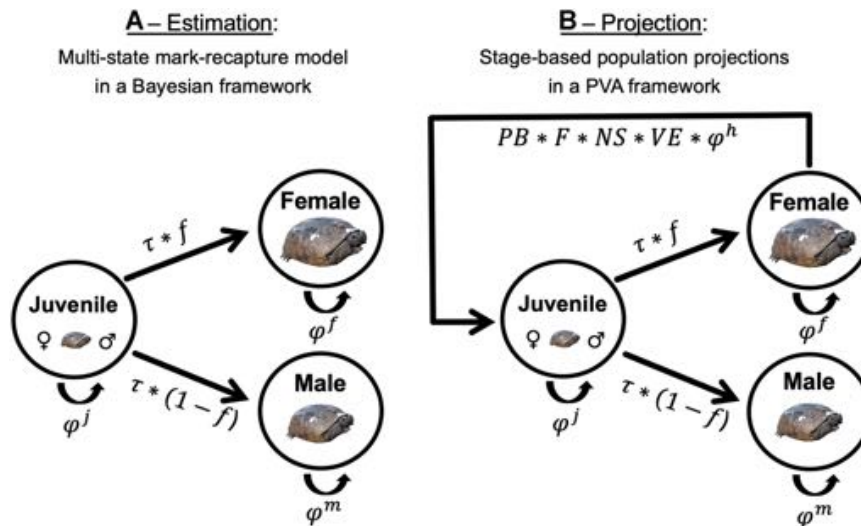 A – Estimation:
Multi-state mark-recapture model
in a Bayesian framework
Female
τ * f
Juvenile
♀ ♂
φ^f
φ^j
τ * (1 − f)
Male
φ^m
B – Projection:
Stage-based population projections
in a PVA framework
PB * F * NS * VE * φ^h
Female
τ * f
Juvenile
♀ ♂
φ^f
φ^j
τ * (1 − f)
Male
φ^m